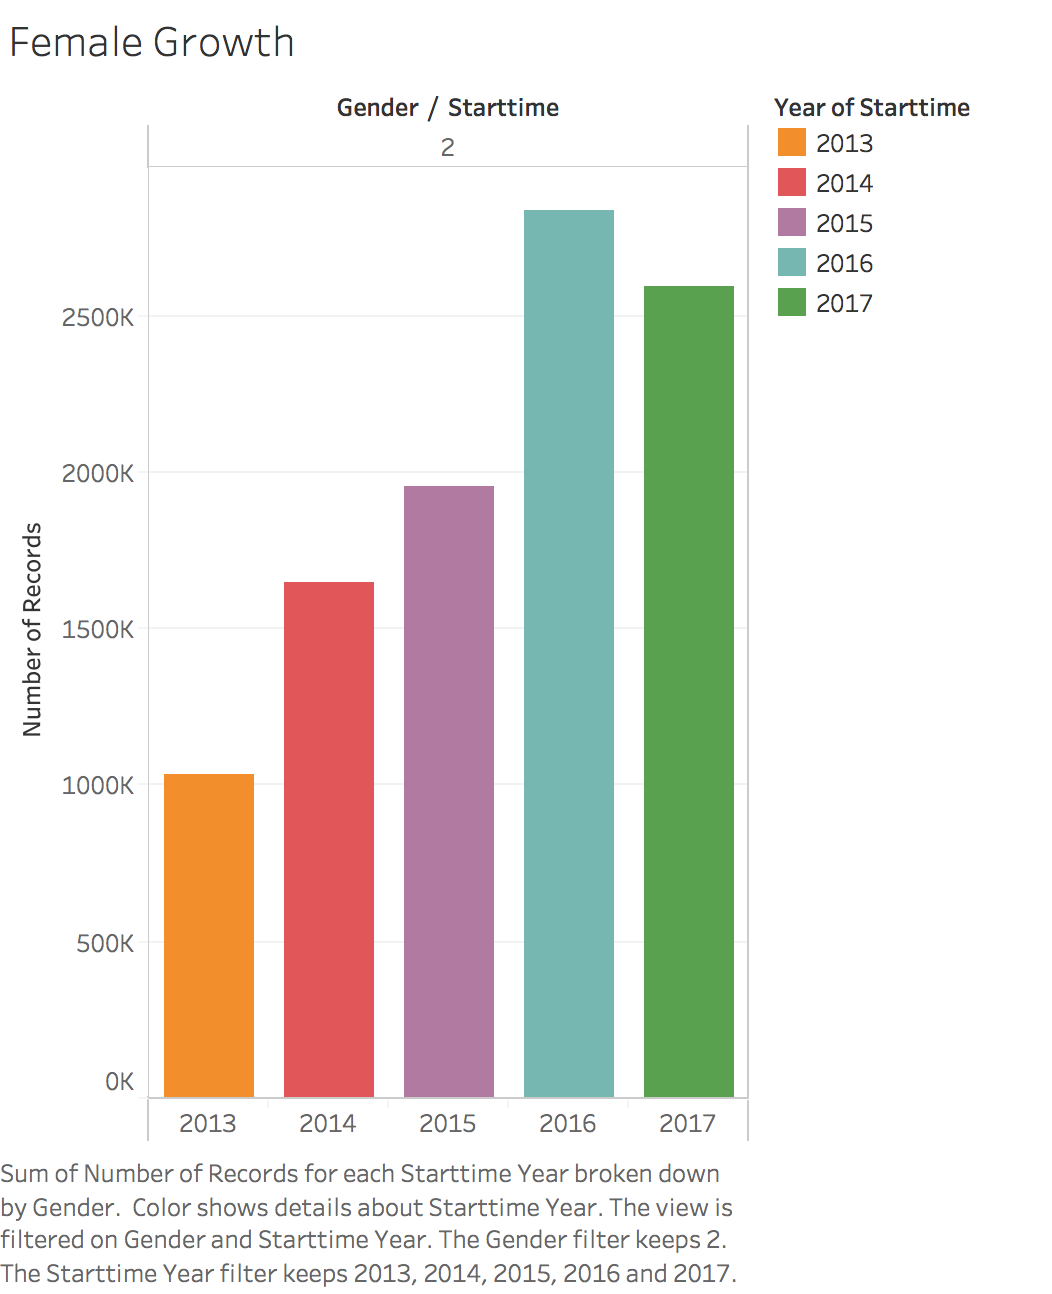 Female Growth
Gender / Starttime
2
Year of Starttime
2013
2014
2015
2016
2017
Number of Records
2500K
2000K
1500K
1000K
500K
0K
2013 2014 2015 2016 2017
Sum of Number of Records for each Starttime Year broken down
by Gender.  Color shows details about Starttime Year. The view is
filtered on Gender and Starttime Year. The Gender filter keeps 2.
The Starttime Year filter keeps 2013, 2014, 2015, 2016 and 2017.